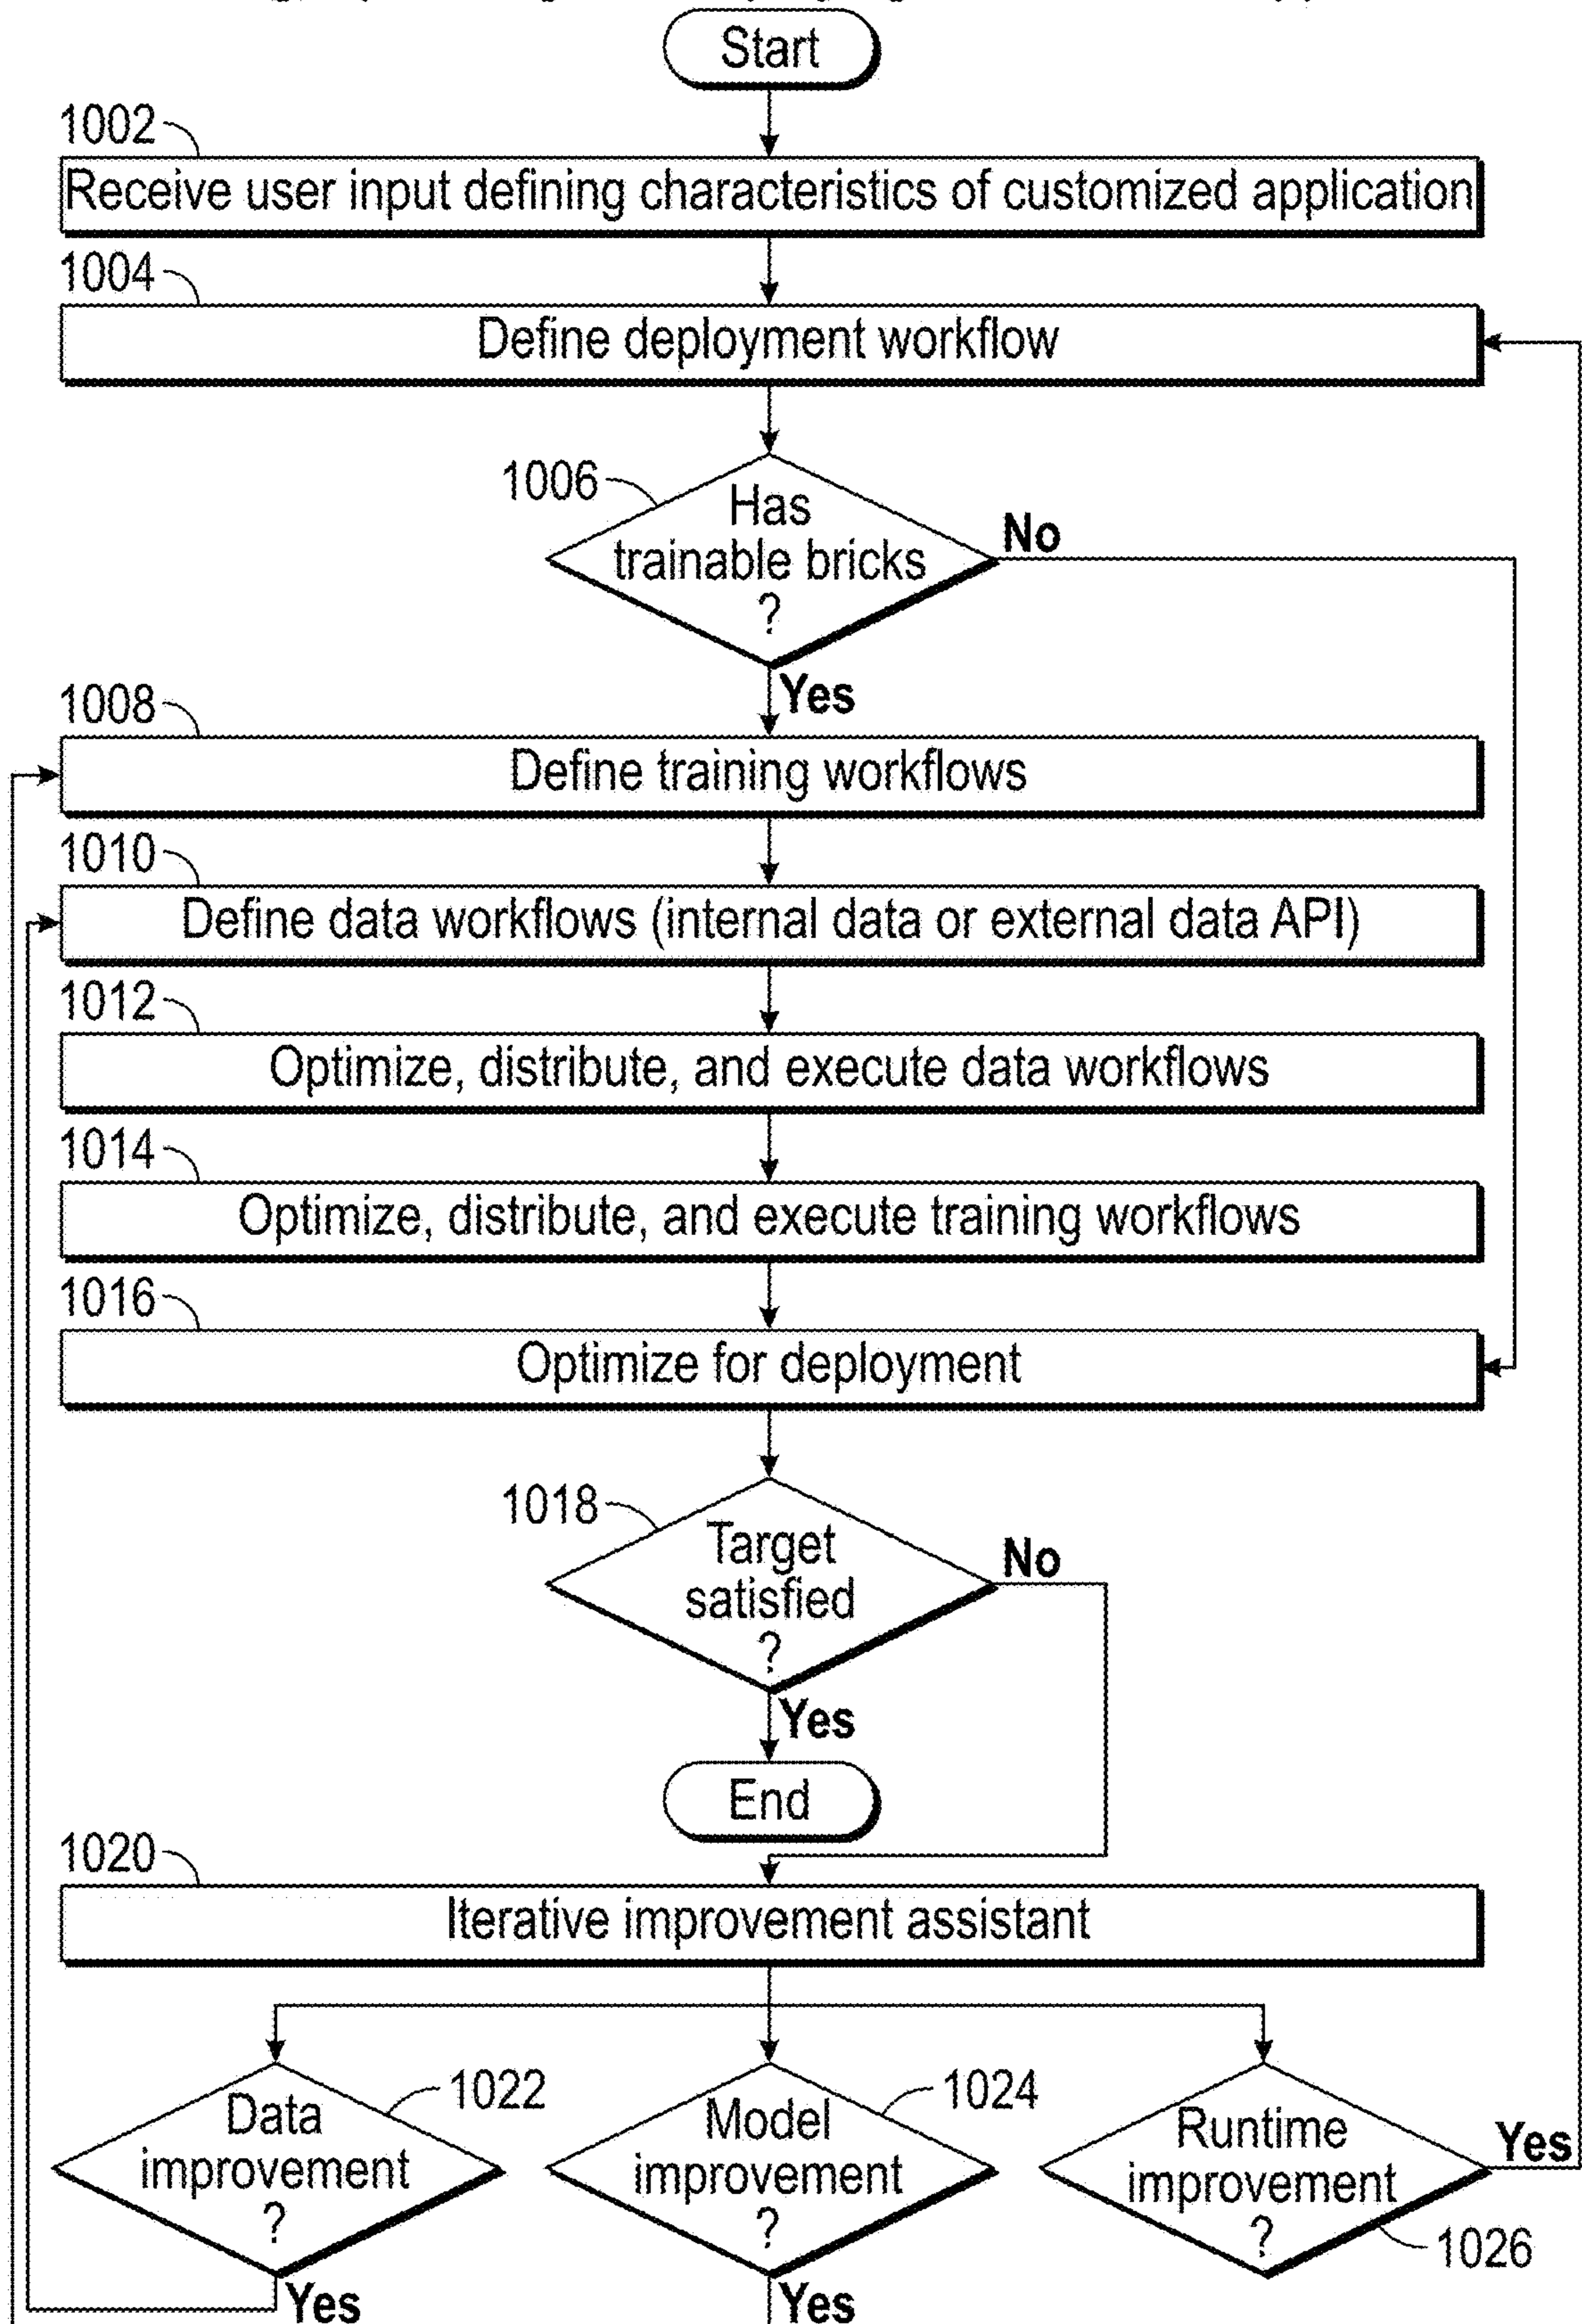 Start
1002
Receive user input defining characteristics of customized application
1004
Define deployment workflow
1006
Has
trainable bricks
?
No
Yes
1008
Define training workflows
1010
Define data workflows (internal data or external data API)
1012
Optimize, distribute, and execute data workflows
1014
Optimize, distribute, and execute training workflows
1016
Optimize for deployment
1018
Target
satisfied
?
No
Yes
End
1020
Iterative improvement assistant
1022
Data
improvement
?
Yes
1024
Model
improvement
?
Yes
Runtime
improvement
?
Yes
1026